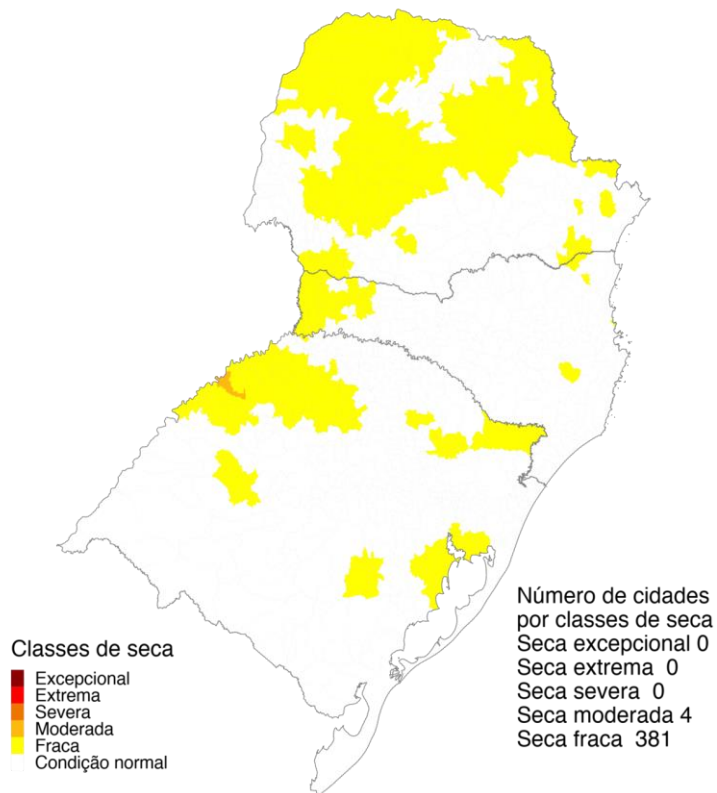 Classes de seca
Excepcional
Extrema
Severa
Moderada
Fraca
Condição normal
Número de cidades
por classes de seca
Seca excepcional 0
Seca extrema 0
Seca severa 0
Seca moderada 4
Seca fraca 381